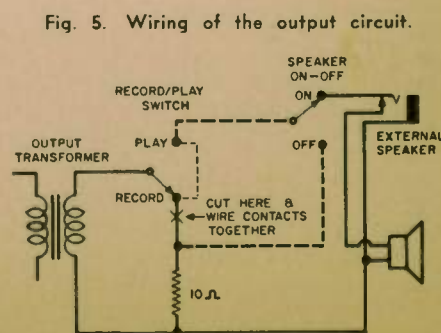 Fig. 5. Wiring of the output circuit.
SPEAKER
ON-OFF
RECORD/PLAY
SWITCH
ON
OUTPUT
TRANSFORMER
PLAY
OFF
EXTERNAL
SPEAKER
RECORD
CUT HERE &
WIRE CONTACTS
TOGETHER
10Ω